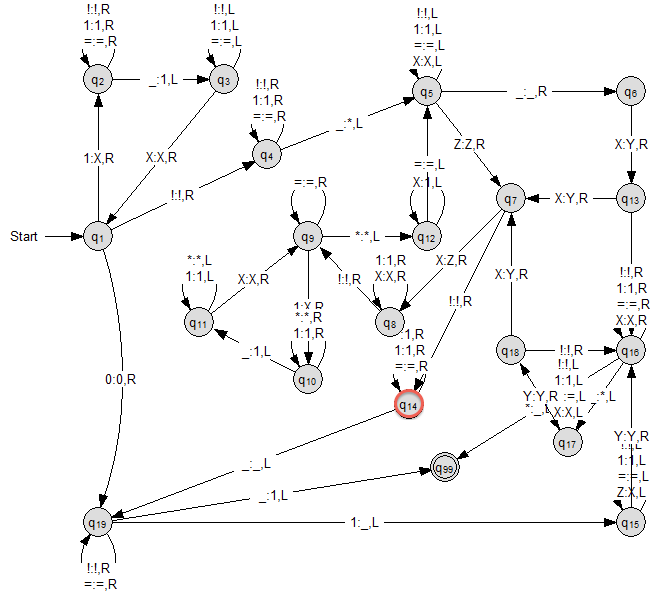 !:!,R
1:1,R
=:=,R
!:!,L
1:1,L
=:=,L
!:!,L
1:1,L
=:=,L
X:X,L
q2
_:1,L
q3
!:!,R
1:1,R
=:=,R
q5
_:_,R
q6
_:*,L
q4
1:X,R
X:X,R
Z:Z,R
X:Y,R
!:!,R
=:=,R
=:=,L
X:1,L
q7
X:Y,R
q13
Start
q1
q9
*:*,L
q12
*:*,L
1:1,L
X:X,R
!:!,R
1:1,R
X:X,R
X:Z,R
!:!,R
1:1,R
=:=,R
X:X,R
X:Y,R
1:X,R
*:*,R
1:1,R
!:!,R
q11
q8
_:1,L
q10
:1,R
1:1,R
=:=,R
q18
!:!,R
q16
!:!,L
1:1,L
:=,L
X:X,L
_:*,L
0:0,R
q14
Y:Y,R
*:_,L
q17
Y:Y,R
1:1,L
=:=,L
Z:X,L
_:_,L
q99
_:1,L
q19
1:_,L
q15
!:!,R
=:=,R